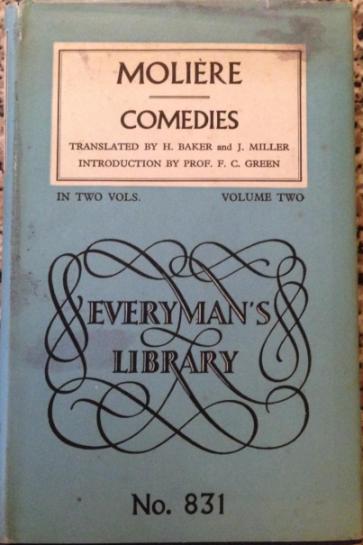 MOLIÈRE
COMEDIES
TRANSLATED BY H. BAKER and J. MILLER
INTRODUCTION BY PROF. F. C. GREEN
IN TWO VOLS. VOLUME TWO
EVERYMAN'S
LIBRARY
No. 831